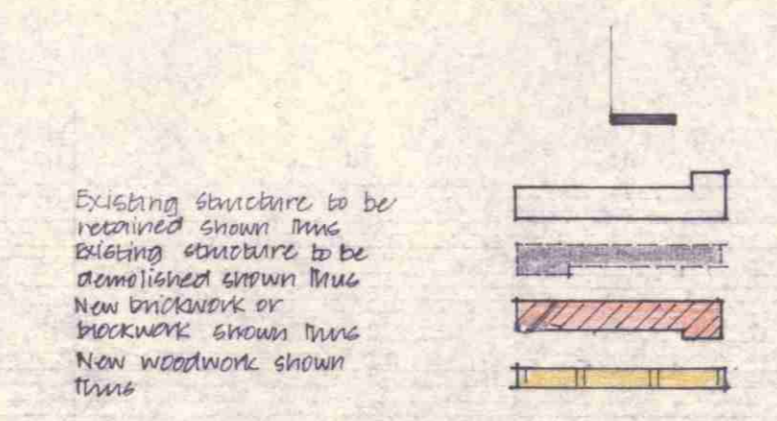 Existing structure to be
retained shown thus
Existing structure to be
demolished shown thus
New brickwork or
blockwork shown thus
New woodwork shown
thus